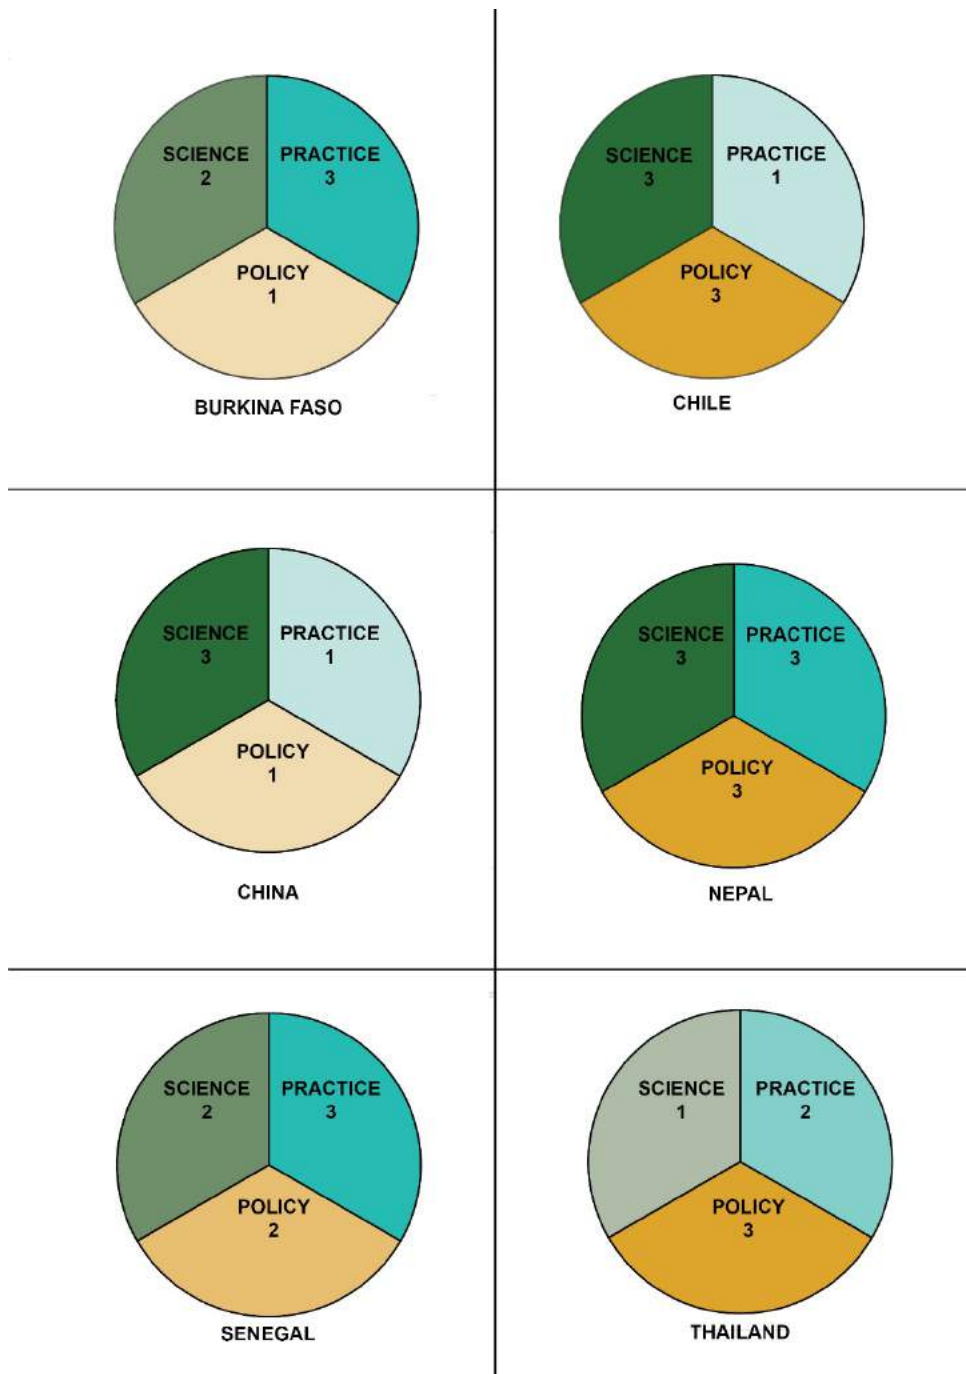 SCIENCE
2
PRACTICE
3
POLICY
1
BURKINA FASO
SCIENCE
3
PRACTICE
1
POLICY
3
CHILE
SCIENCE
3
PRACTICE
1
POLICY
1
CHINA
SCIENCE
3
PRACTICE
3
POLICY
3
NEPAL
SCIENCE
2
PRACTICE
3
POLICY
2
SENEGAL
SCIENCE
1
PRACTICE
2
POLICY
3
THAILAND